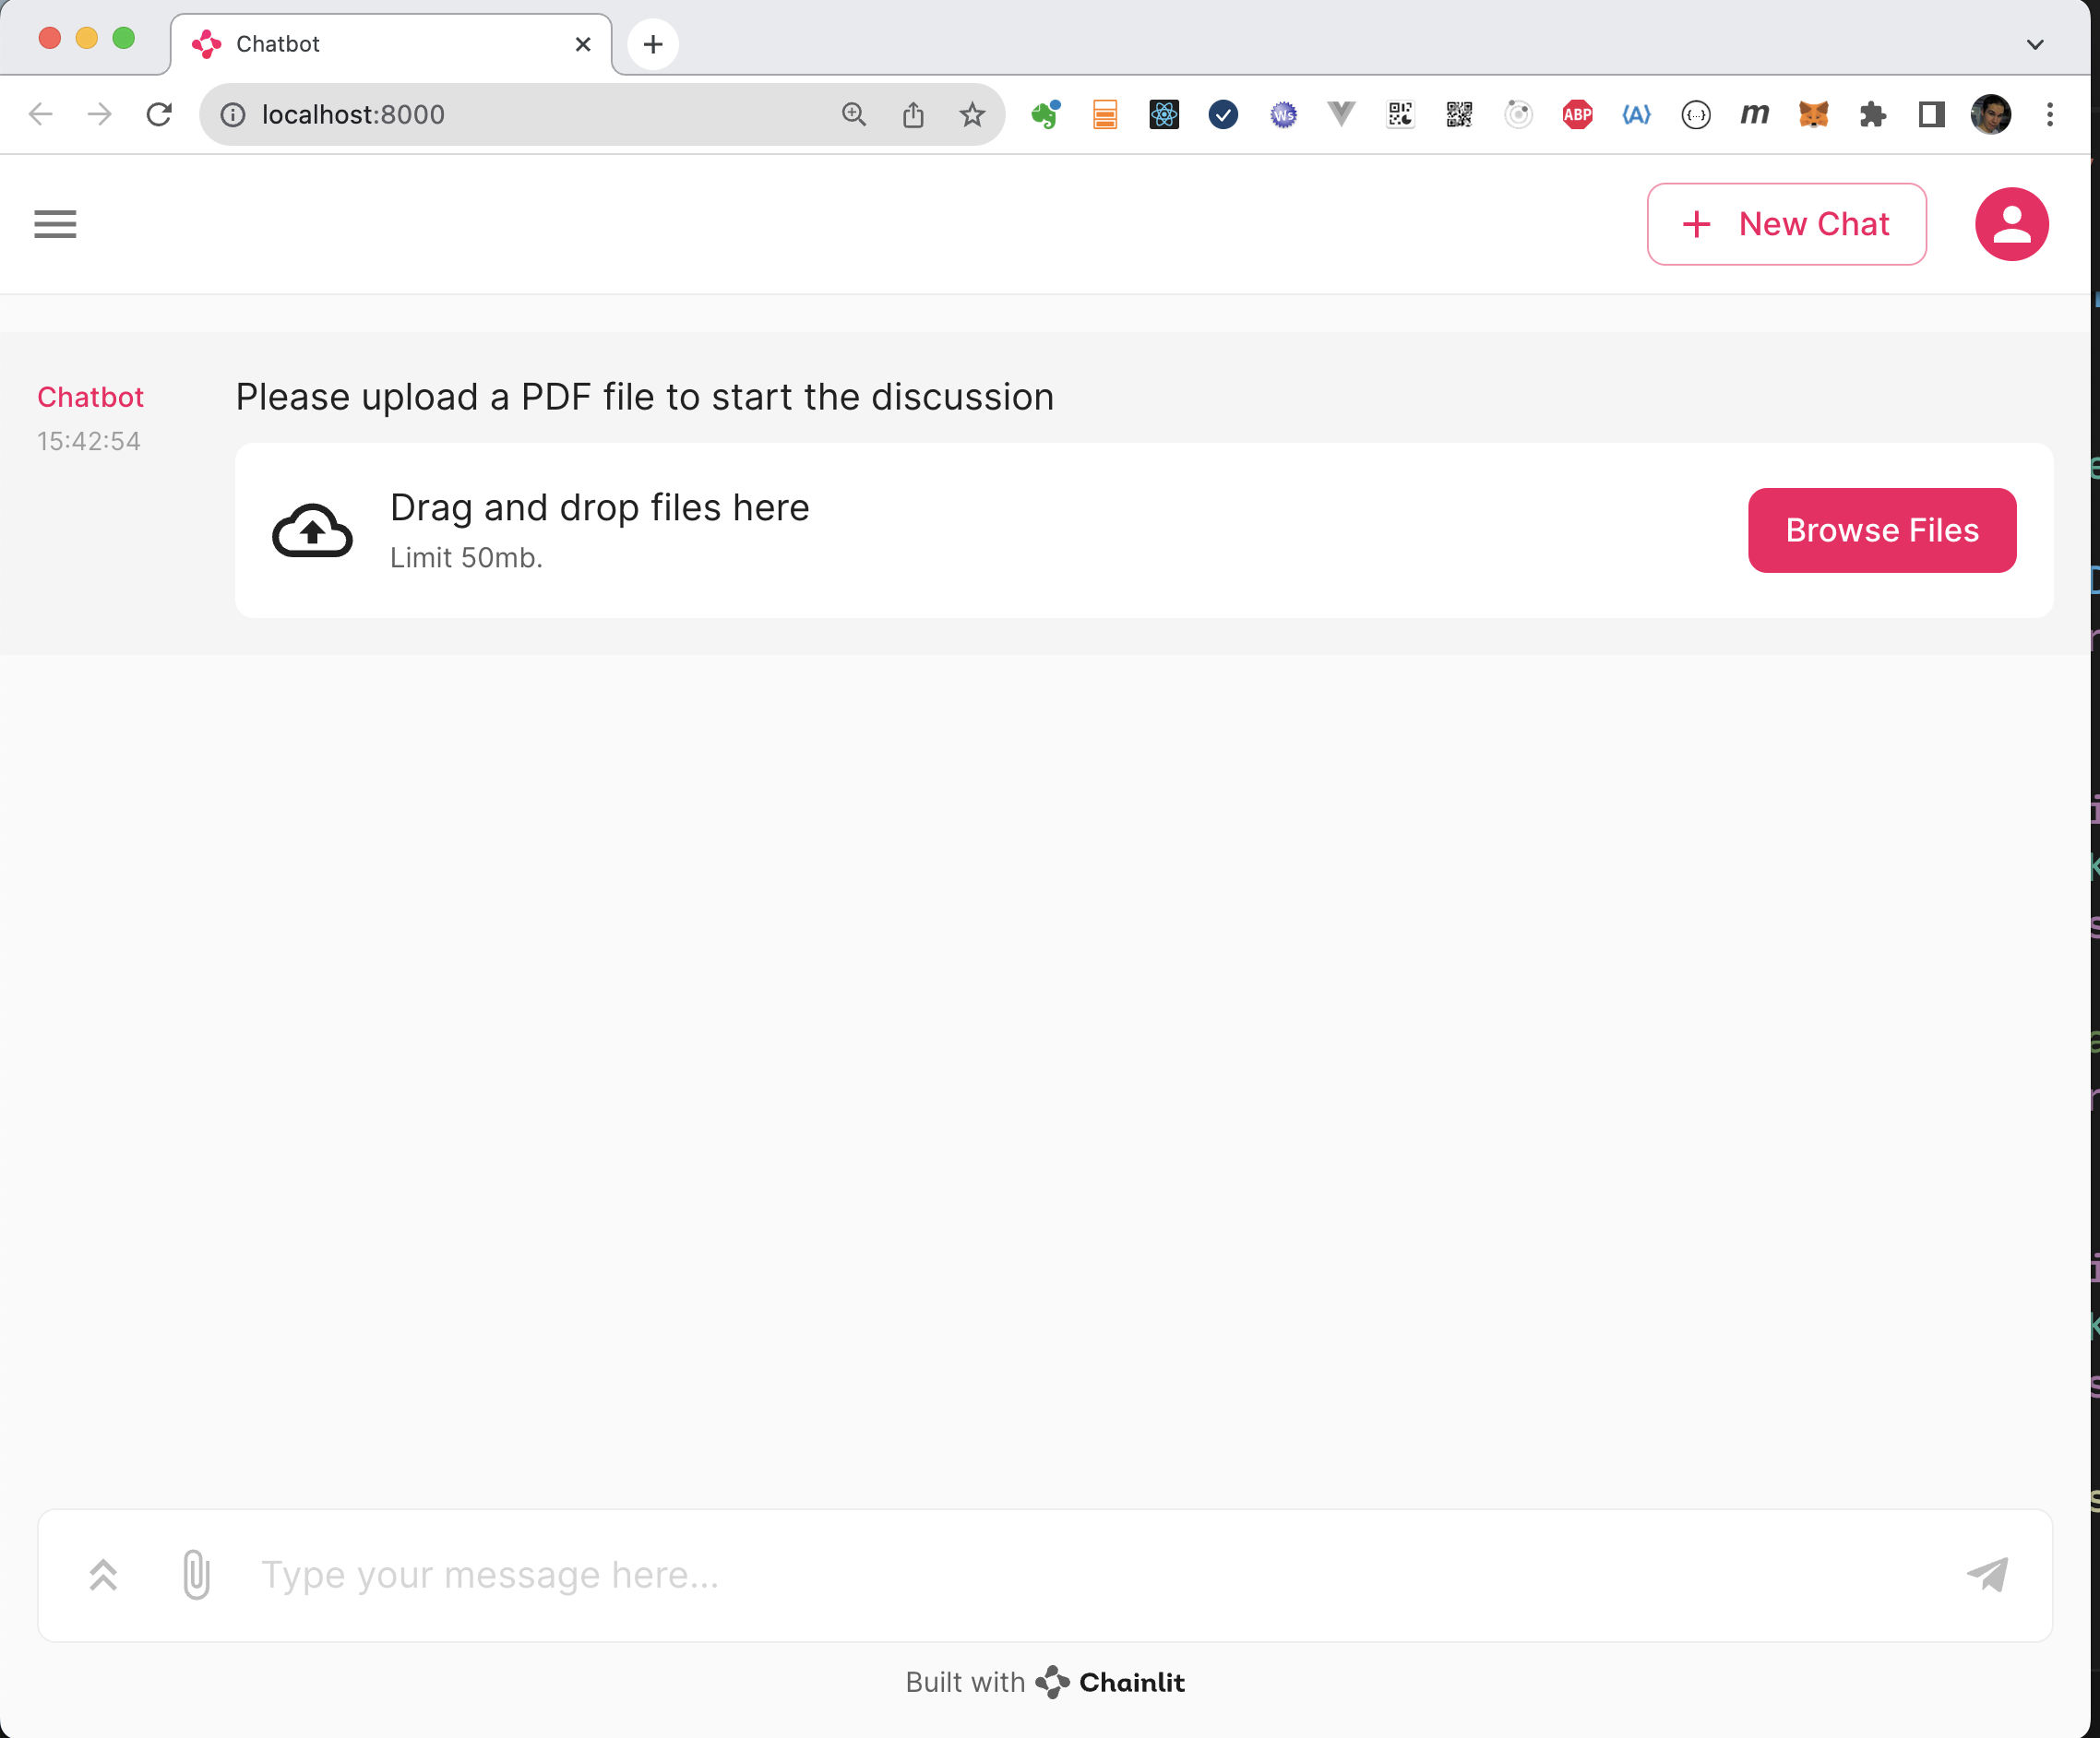 Chatbot
localhost:8000
Ws
ABP
{A}
{...}
m
New Chat
Chatbot
15:42:54
Please upload a PDF file to start the discussion
Drag and drop files here
Limit 50mb.
Browse Files
Type your message here...
Built with Chainlit